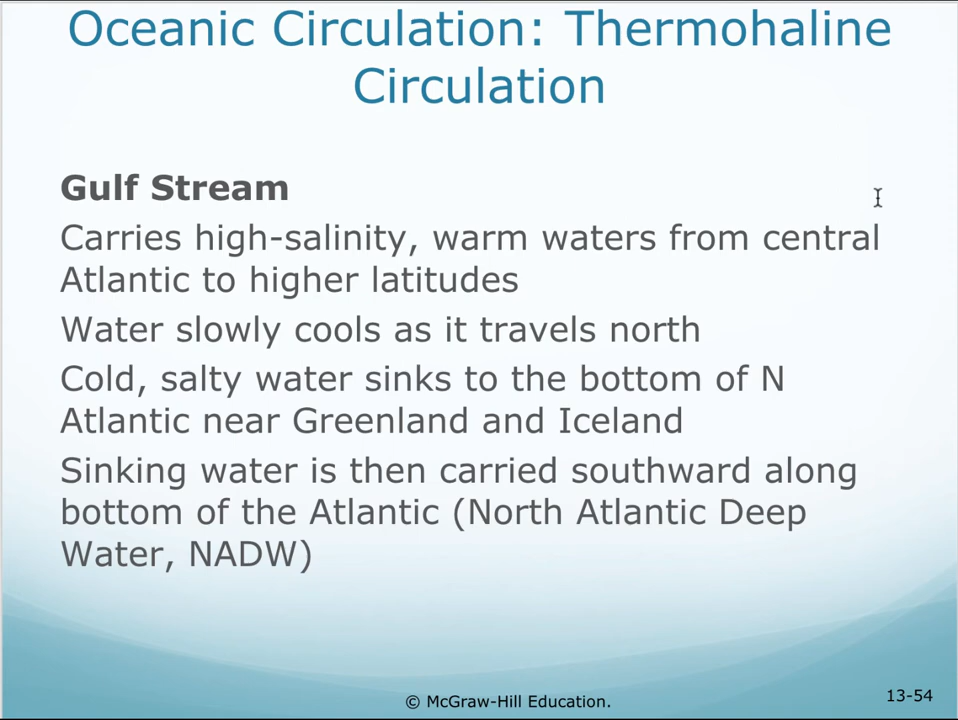 Oceanic Circulation: Thermohaline
Circulation
Gulf Stream
Carries high-salinity, warm waters from central
Atlantic to higher latitudes
Water slowly cools as it travels north
Cold, salty water sinks to the bottom of N
Atlantic near Greenland and Iceland
Sinking water is then carried southward along
bottom of the Atlantic (North Atlantic Deep
Water, NADW)
© McGraw-Hill Education.
13-54